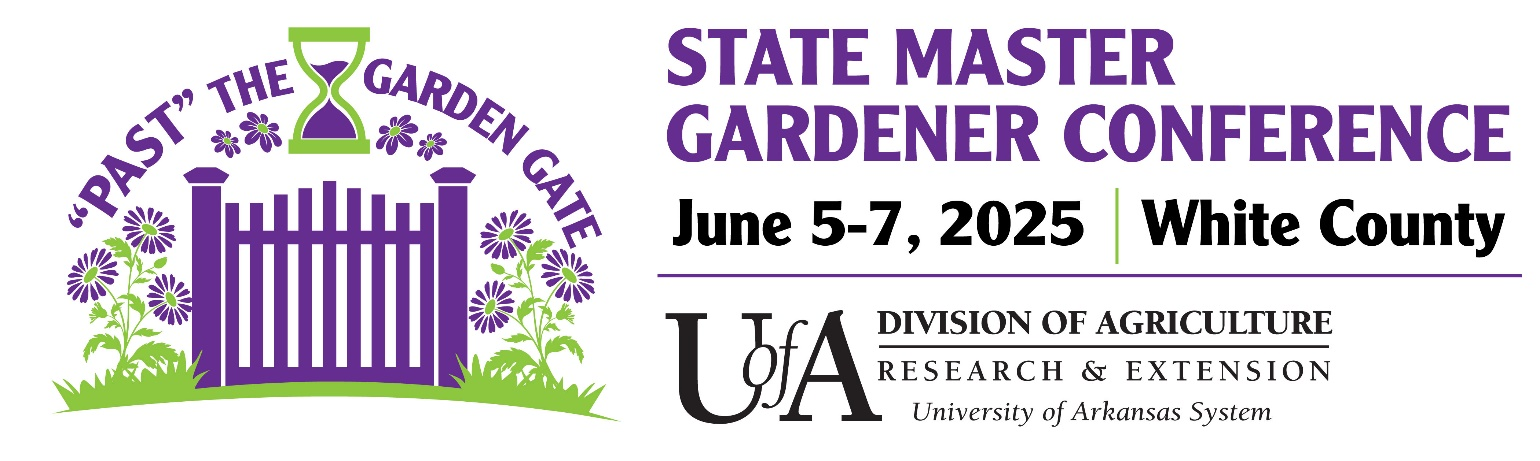 “PAST” THE GARDEN GATE
STATE MASTER
GARDENER CONFERENCE
June 5-7, 2025 | White County
UofA
DIVISION OF AGRICULTURE
RESEARCH & EXTENSION
University of Arkansas System